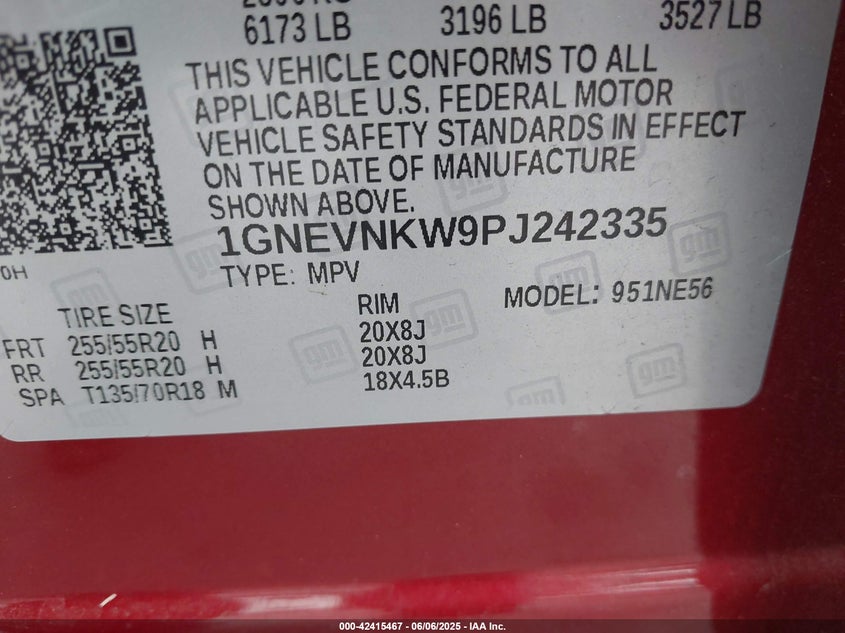 6173 LB 3196 LB 3527 LB
THIS VEHICLE CONFORMS TO ALL
APPLICABLE U.S. FEDERAL MOTOR
VEHICLE SAFETY STANDARDS IN EFFECT
ON THE DATE OF MANUFACTURE
SHOWN ABOVE.
1GNEVNKW9PJ242335
0H
TYPE: MPV
MODEL: 951NE56
TIRE SIZE RIM
FRT 255/55R20 H 20X8J
RR 255/55R20 H 20X8J
SPA T135/70R18 M 18X4.5B
gm
000-42415467 - 06/06/2025 - IAA Inc.